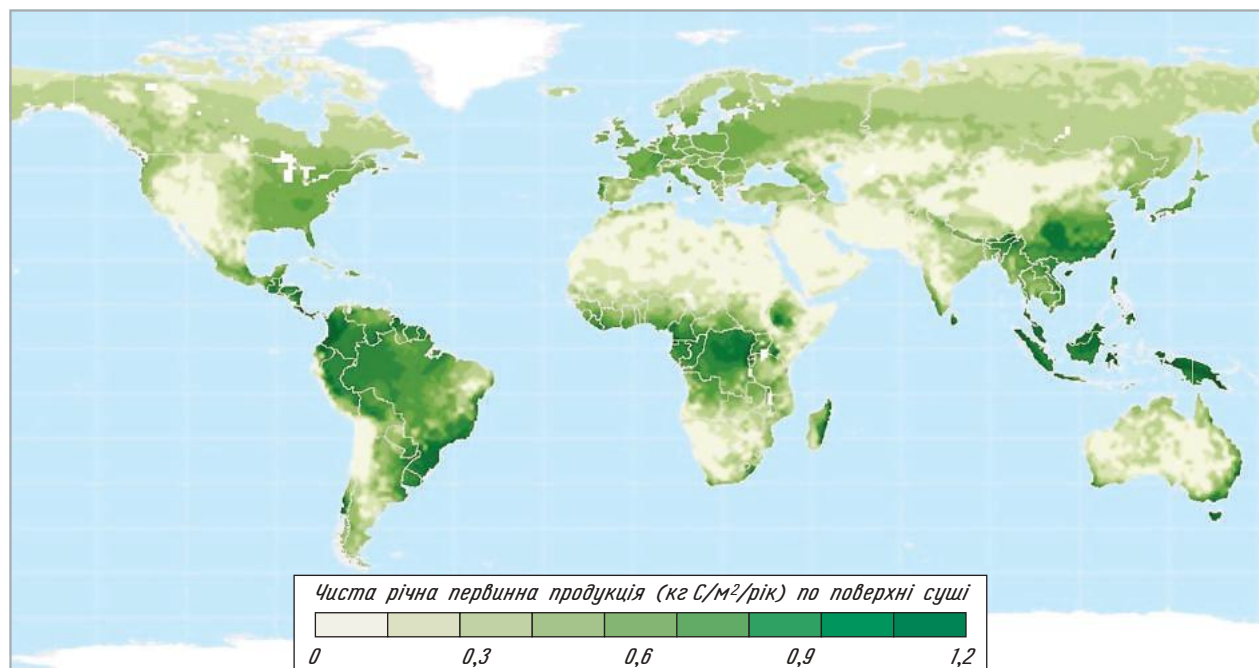 Чиста річна первинна продукція (кг С/м²/рік) по поверхні суші
0 0,3 0,6 0,9 1,2